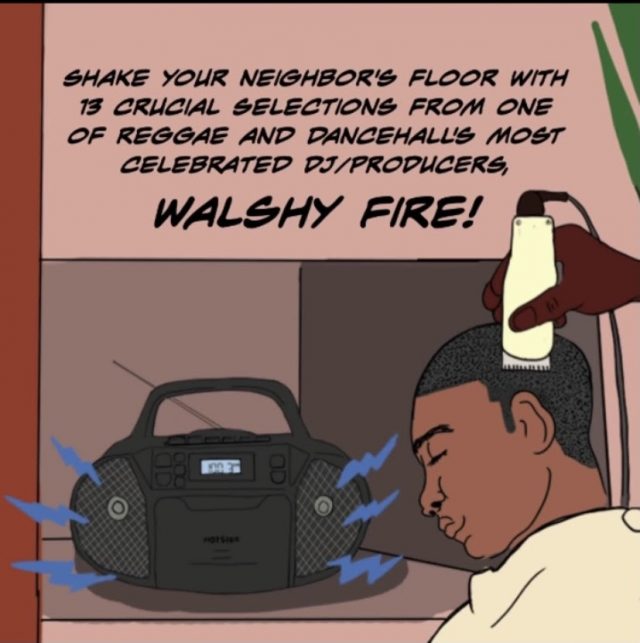 SHAKE YOUR NEIGHBOR'S FLOOR WITH
13 CRUCIAL SELECTIONS FROM ONE
OF REGGAE AND DANCEHALL'S MOST
CELEBRATED DJ/PRODUCERS,
WALSHY FIRE!